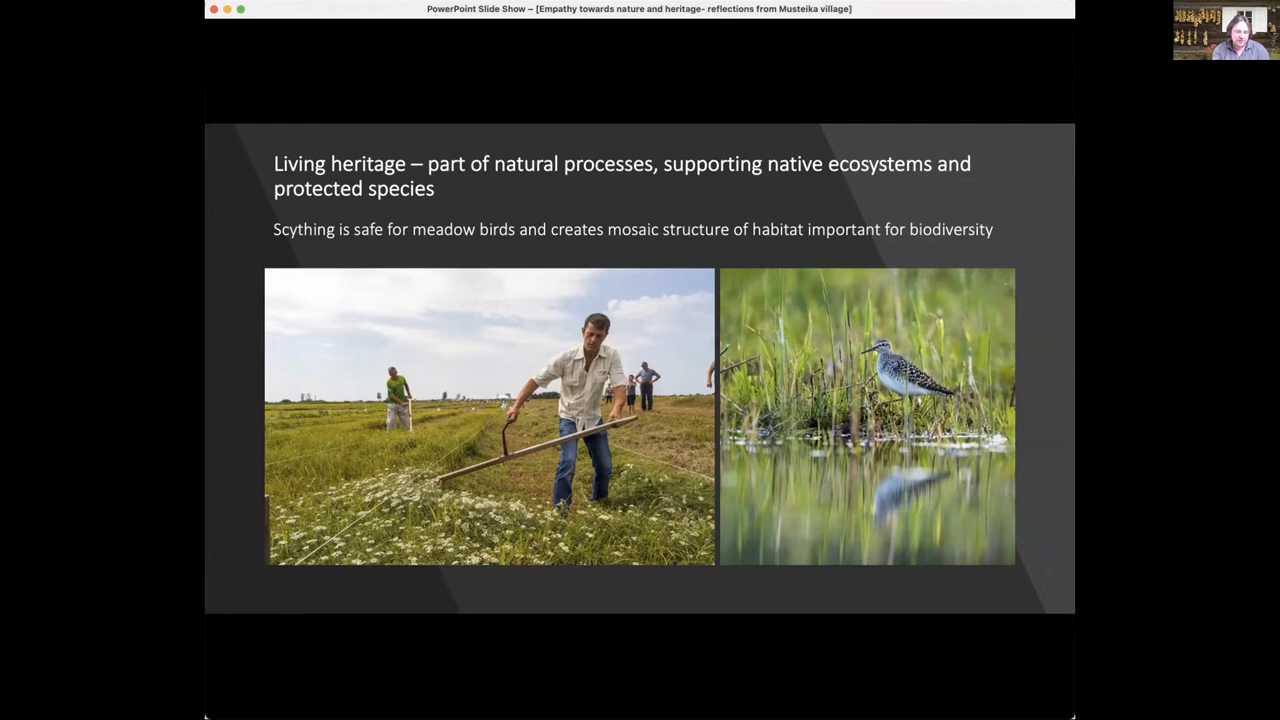 PowerPoint Slide Show – [Empathy towards nature and heritage- reflections from Musteika village]
Living heritage – part of natural processes, supporting native ecosystems and
protected species
Scything is safe for meadow birds and creates mosaic structure of habitat important for biodiversity